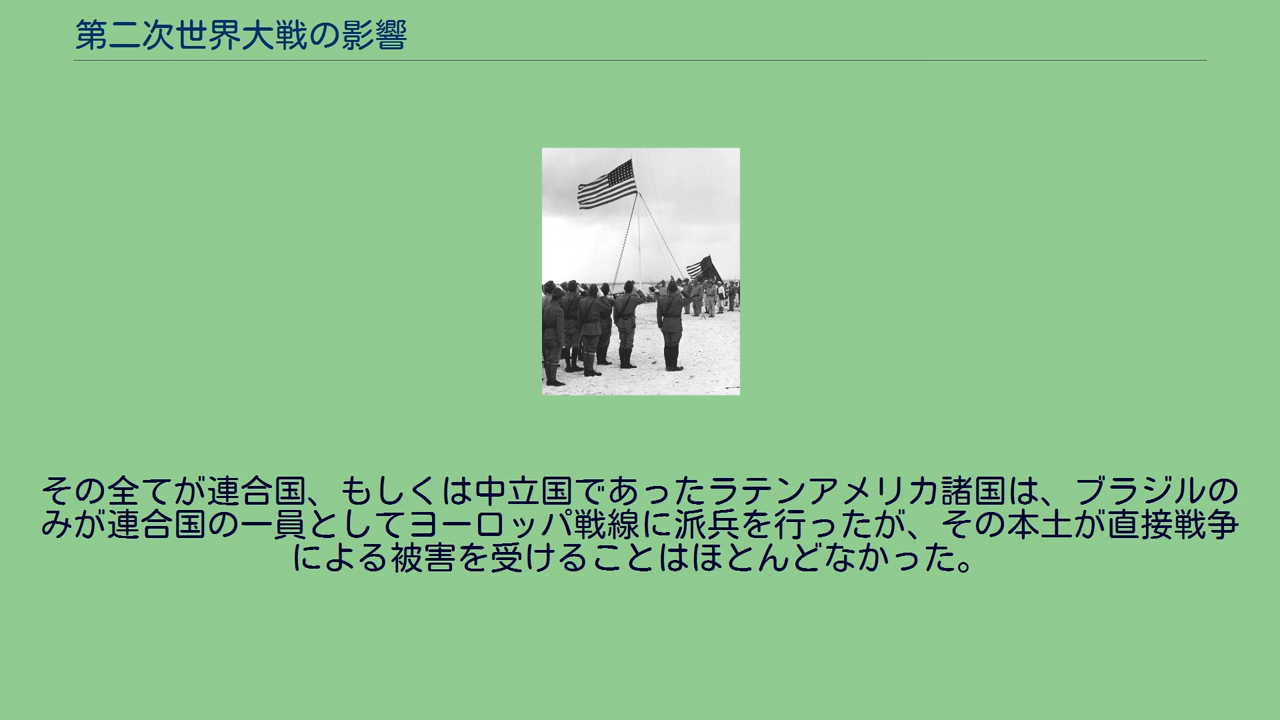 第二次世界大戦の影響
その全てが連合国、もしくは中立国であったラテンアメリカ諸国は、ブラジルの
みが連合国の一員としてヨーロッパ戦線に派兵を行ったが、その本土が直接戦争
による被害を受けることはほとんどなかった。